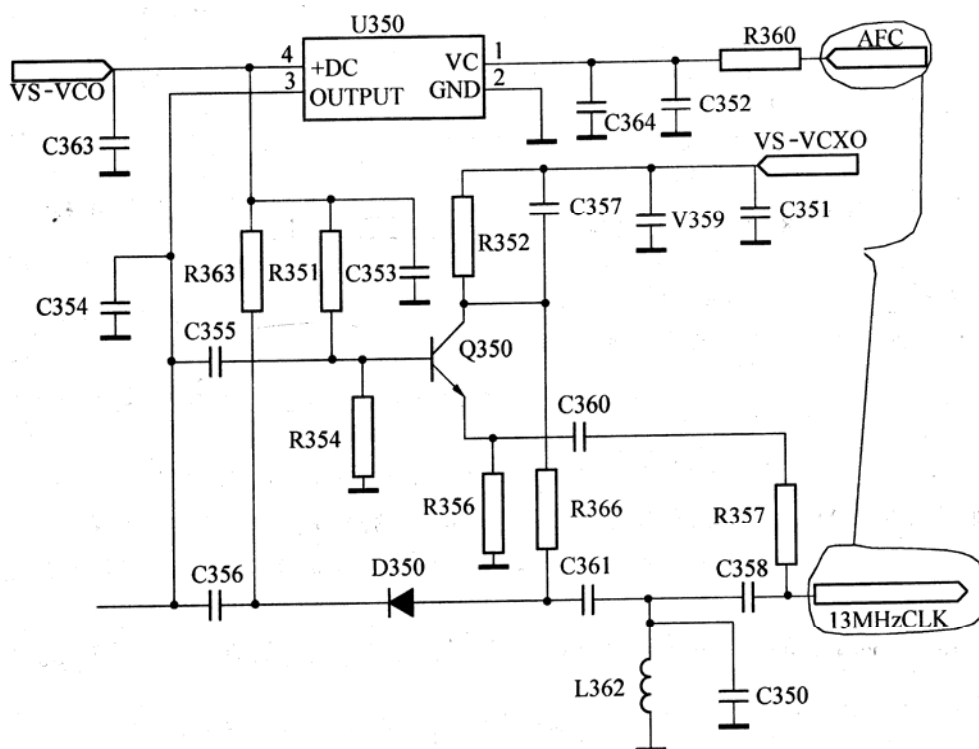 U350
R360
AFC
4
+DC
VC
1
VS-VCO
3
OUTPUT
GND
2
C363
C364
C352
VS-VCXO
C357
V359
C351
R352
R363
R351
C353
C354
C355
Q350
R354
C360
R356
R366
R357
C356
D350
C361
C358
13MHzCLK
L362
C350